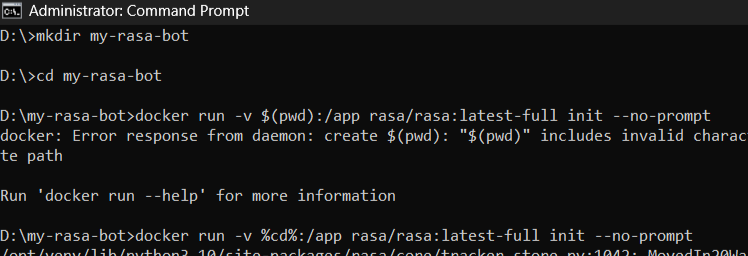 Administrator: Command Prompt
D:\>mkdir my-rasa-bot
D:\>cd my-rasa-bot
D:\my-rasa-bot>docker run -v $(pwd):/app rasa/rasa:latest-full init --no-prompt
docker: Error response from daemon: create $(pwd): "$(pwd)" includes invalid charac
te path
Run 'docker run --help' for more information
D:\my-rasa-bot>docker run -v %cd%:/app rasa/rasa:latest-full init --no-prompt
/opt/venv/lib/python3.10/site-packages/rasa/core/tracker_store.py:1042: MovedIn20Wa